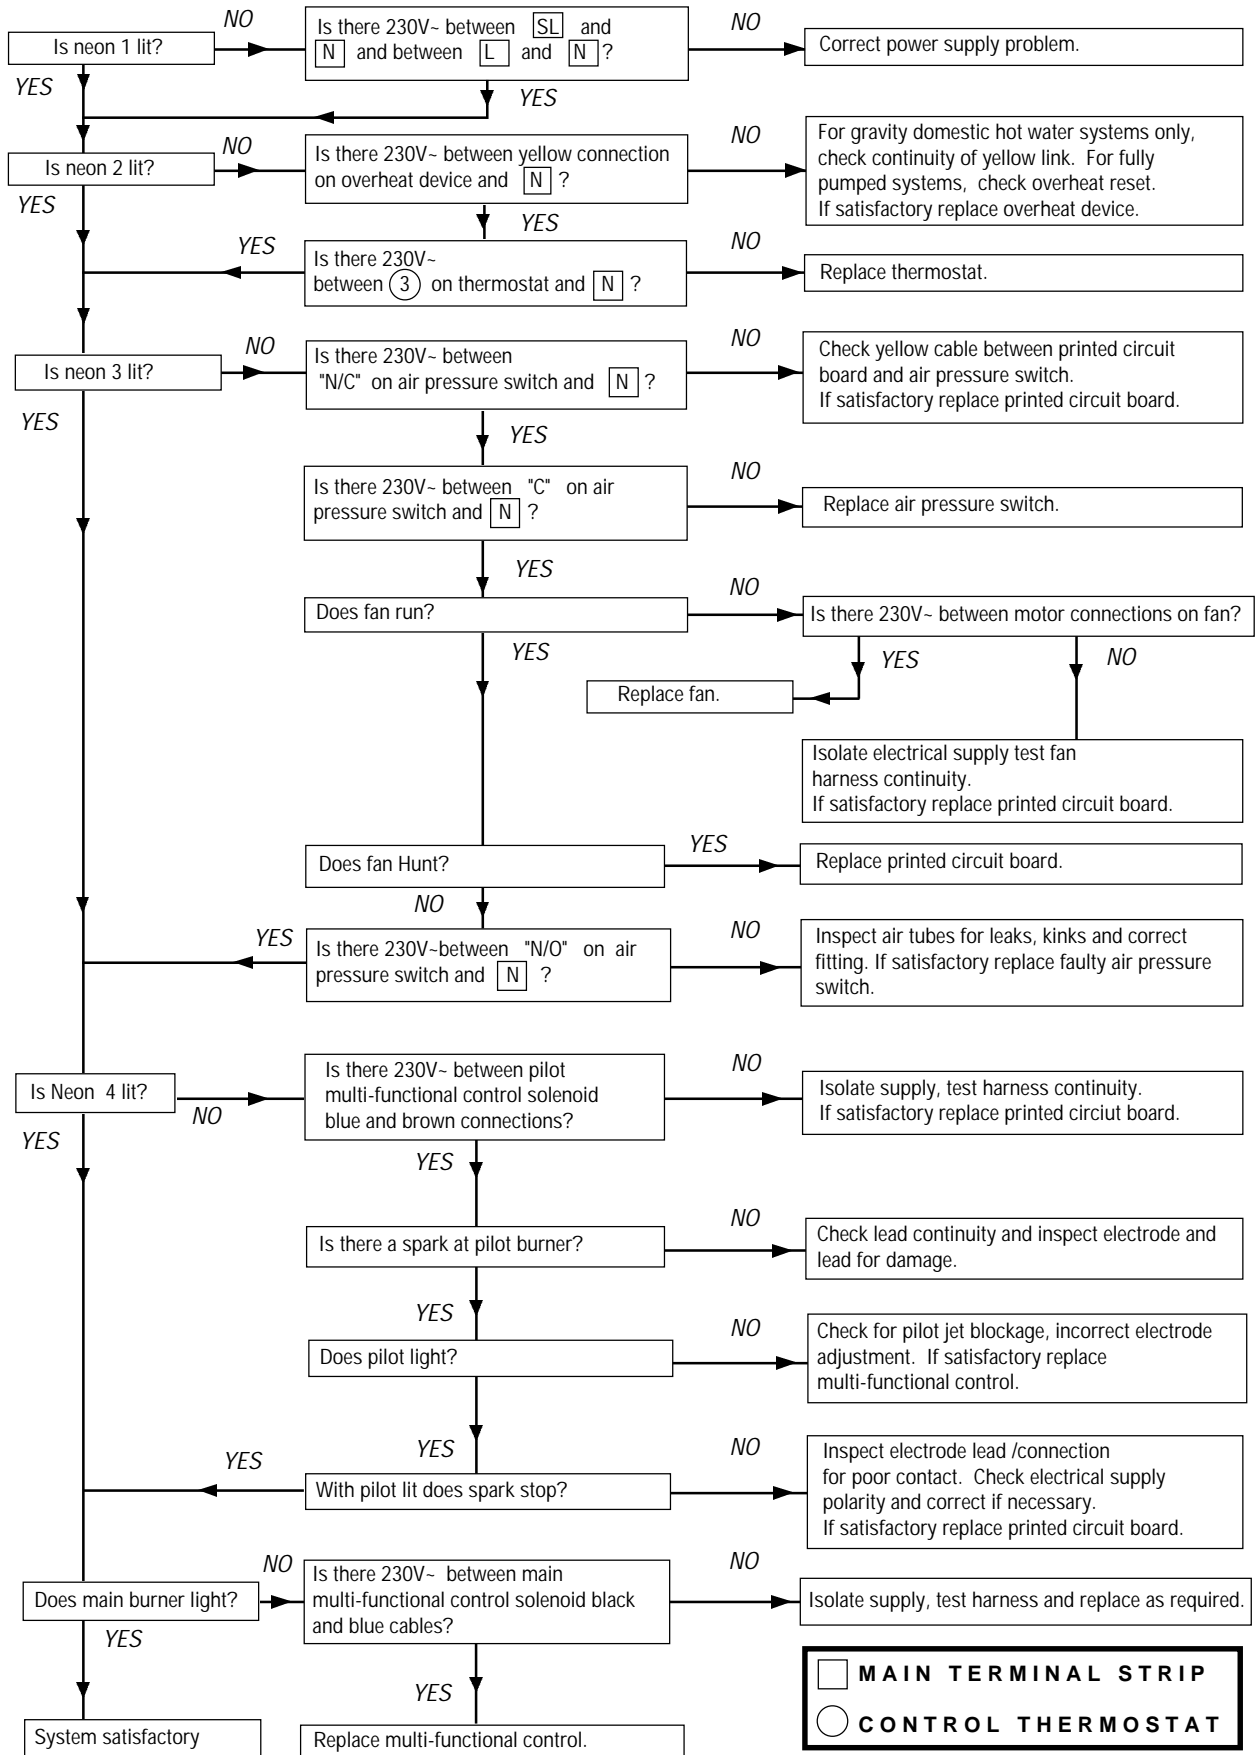 Is neon 1 lit?
NO
Is there 230V~ between SL and
N and between L and N ?
NO
Correct power supply problem.
YES
YES
Is neon 2 lit?
NO
Is there 230V~ between yellow connection
on overheat device and N ?
NO
For gravity domestic hot water systems only,
check continuity of yellow link. For fully
pumped systems, check overheat reset.
If satisfactory replace overheat device.
YES
YES
YES
Is there 230V~
between 3 on thermostat and N ?
NO
Replace thermostat.
Is neon 3 lit?
NO
Is there 230V~ between
"N/C" on air pressure switch and N ?
NO
Check yellow cable between printed circuit
board and air pressure switch.
If satisfactory replace printed circuit board.
YES
YES
Is there 230V~ between "C" on air
pressure switch and N ?
NO
Replace air pressure switch.
YES
Does fan run?
NO
Is there 230V~ between motor connections on fan?
YES
YES
NO
Replace fan.
Isolate electrical supply test fan
harness continuity.
If satisfactory replace printed circuit board.
Does fan Hunt?
YES
Replace printed circuit board.
NO
YES
Is there 230V~between "N/O" on air
pressure switch and N ?
NO
Inspect air tubes for leaks, kinks and correct
fitting. If satisfactory replace faulty air pressure
switch.
Is Neon 4 lit?
NO
Is there 230V~ between pilot
multi-functional control solenoid
blue and brown connections?
NO
Isolate supply, test harness continuity.
If satisfactory replace printed circiut board.
YES
YES
Is there a spark at pilot burner?
NO
Check lead continuity and inspect electrode and
lead for damage.
YES
Does pilot light?
NO
Check for pilot jet blockage, incorrect electrode
adjustment. If satisfactory replace
multi-functional control.
YES
YES
With pilot lit does spark stop?
NO
Inspect electrode lead /connection
for poor contact. Check electrical supply
polarity and correct if necessary.
If satisfactory replace printed circuit board.
Does main burner light?
NO
Is there 230V~ between main
multi-functional control solenoid black
and blue cables?
NO
Isolate supply, test harness and replace as required.
YES
YES
System satisfactory
Replace multi-functional control.
MAIN TERMINAL STRIP
CONTROL THERMOSTAT